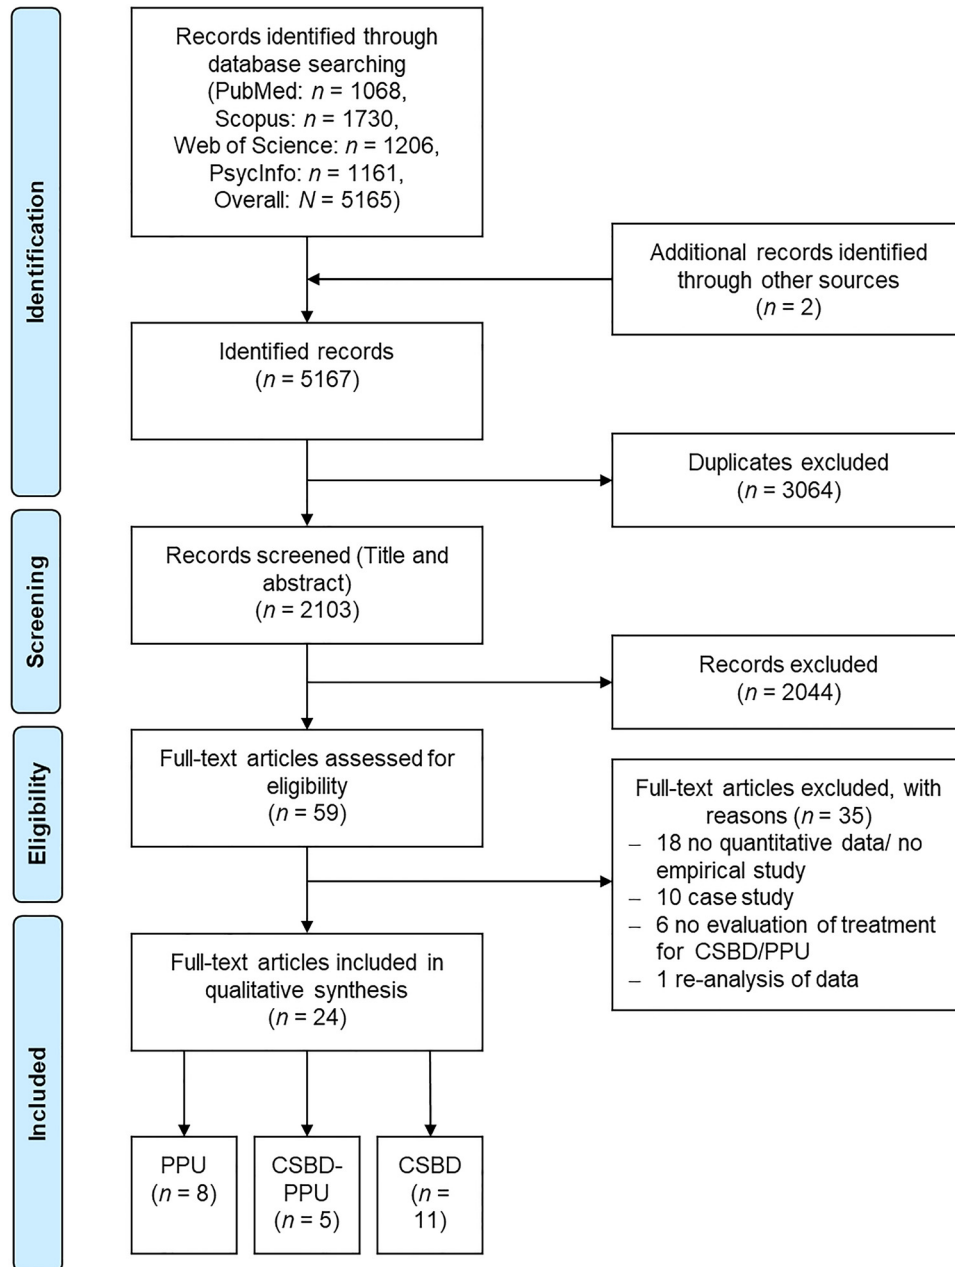 Identification
Records identified through
database searching
(PubMed: n = 1068,
Scopus: n = 1730,
Web of Science: n = 1206,
PsycInfo: n = 1161,
Overall: N = 5165)
Additional records identified
through other sources
(n = 2)
Identified records
(n = 5167)
Duplicates excluded
(n = 3064)
Screening
Records screened (Title and
abstract)
(n = 2103)
Records excluded
(n = 2044)
Eligibility
Full-text articles assessed for
eligibility
(n = 59)
Full-text articles excluded, with
reasons (n = 35)
– 18 no quantitative data/ no
empirical study
– 10 case study
– 6 no evaluation of treatment
for CSBD/PPU
– 1 re-analysis of data
Included
Full-text articles included in
qualitative synthesis
(n = 24)
PPU
(n = 8)
CSBD-
PPU
(n = 5)
CSBD
(n =
11)